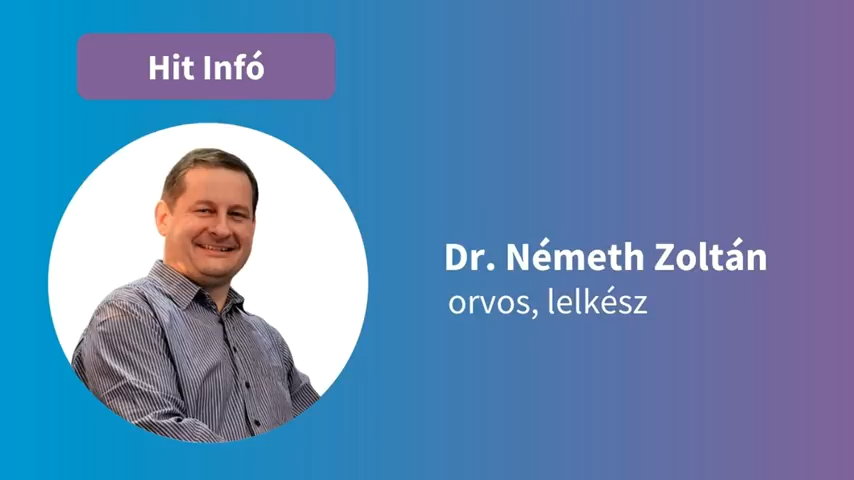 Hit Infó
Dr. Németh Zoltán
orvos, lelkész